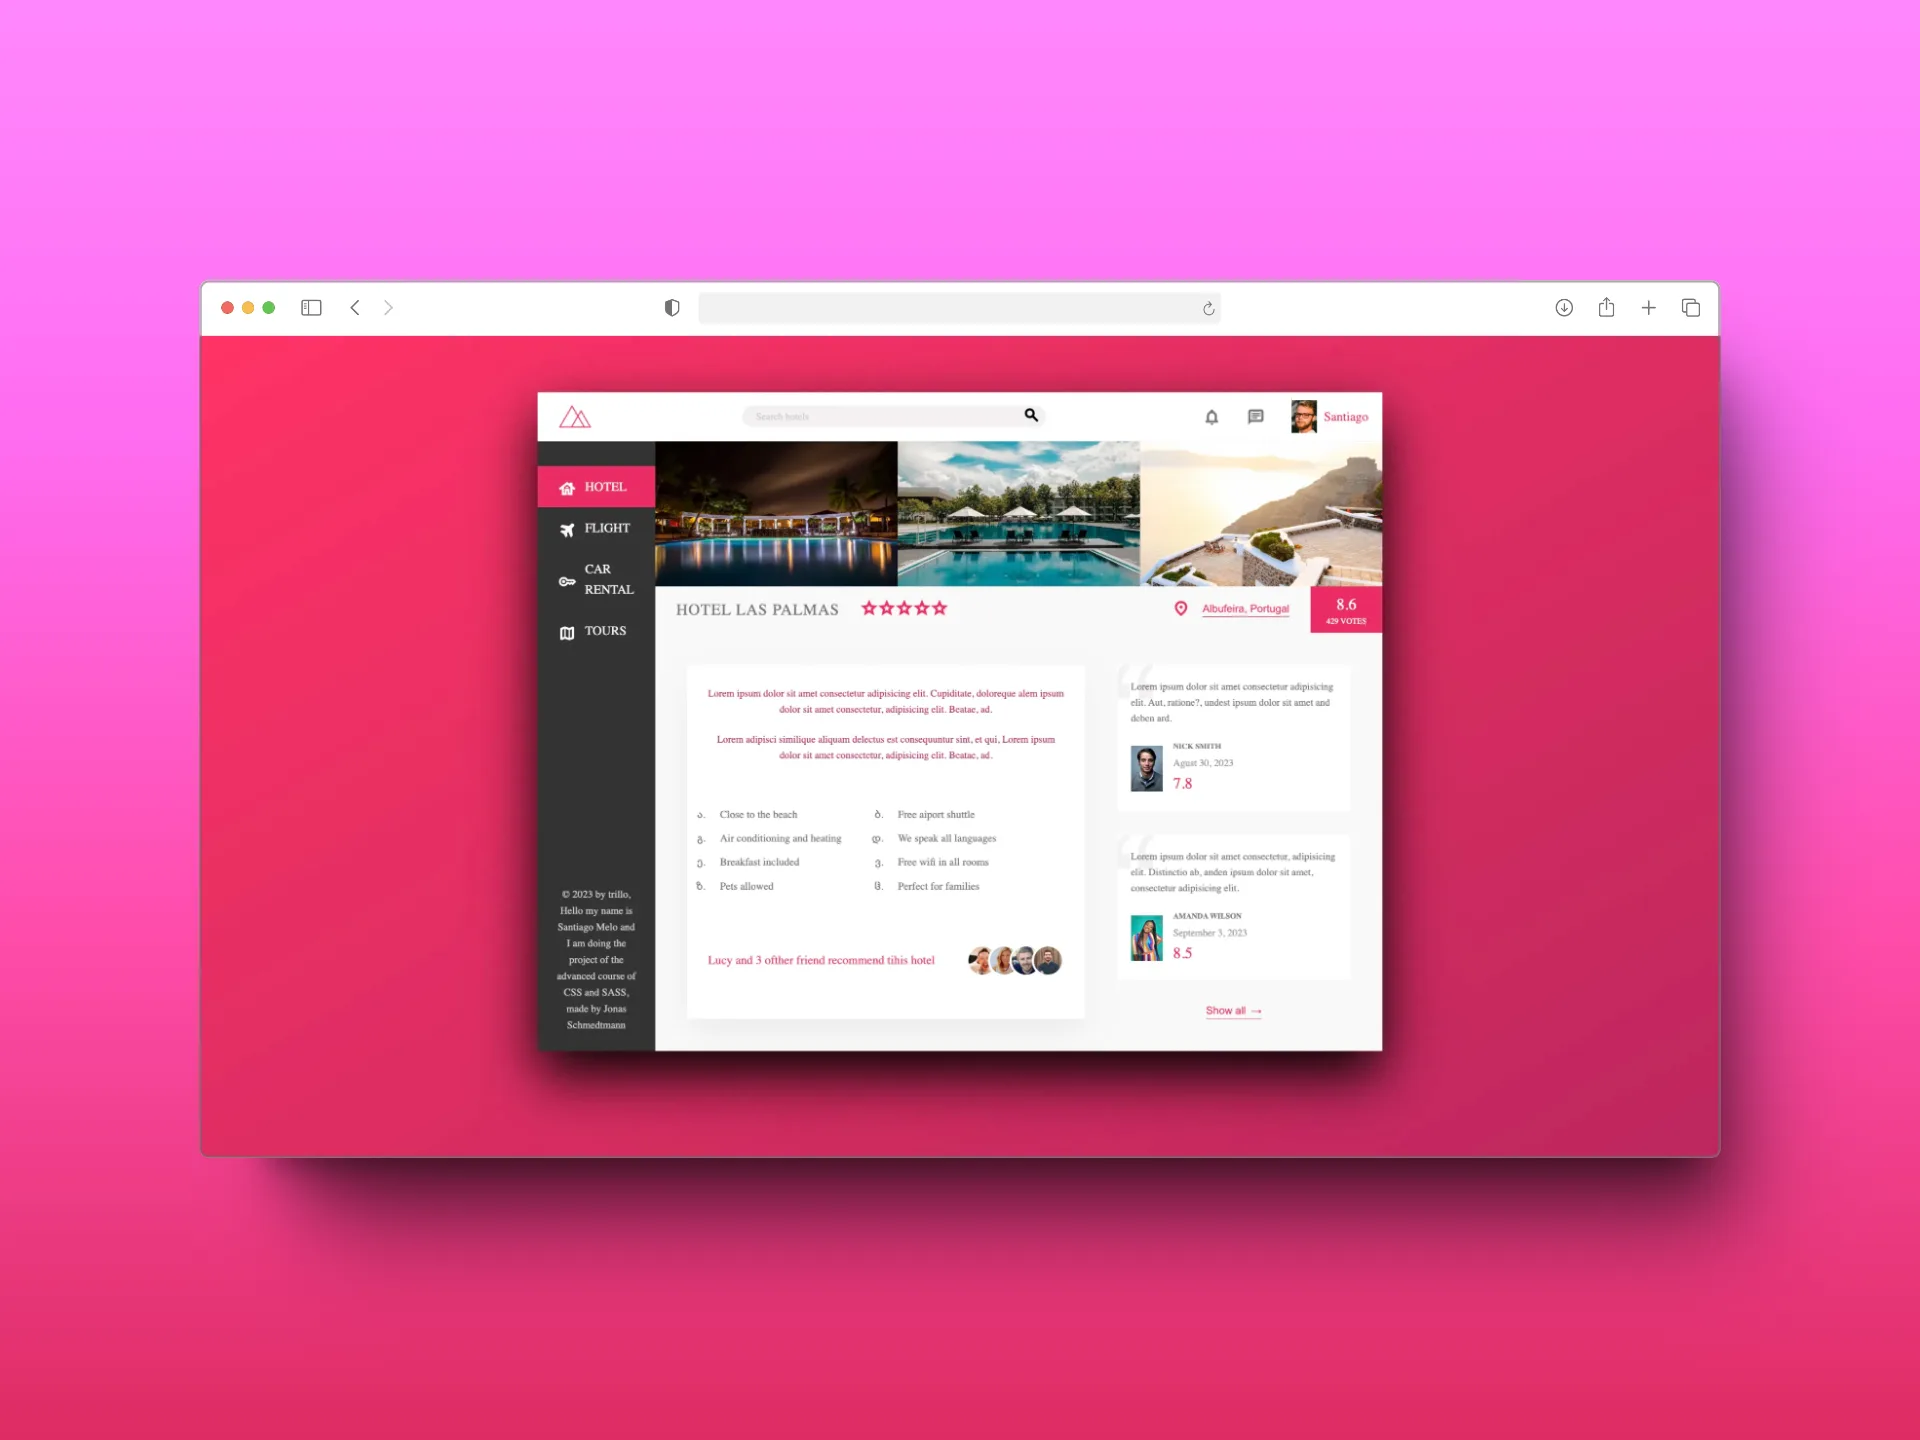 Search hotels
Santiago
HOTEL
FLIGHT
CAR
RENTAL
TOURS
© 2023 by trillo,
Hello my name is
Santiago Melo and
I am doing the
project of the
advanced course of
CSS and SASS,
made by Jonas
Schmedtmann
HOTEL LAS PALMAS
Albufeira, Portugal
8.6
429 VOTES
Lorem ipsum dolor sit amet consectetur adipisicing elit. Cupiditate, doloreque alem ipsum
dolor sit amet consectetur, adipisicing elit. Beatae, ad.
Lorem adipisci similique aliquam delectus est consequuntur sint, et qui, Lorem ipsum
dolor sit amet consectetur, adipisicing elit. Beatae, ad.
ა. Close to the beach
ბ. Free aiport shuttle
გ. Air conditioning and heating
დ. We speak all languages
ე. Breakfast included
ვ. Free wifi in all rooms
ზ. Pets allowed
ჱ. Perfect for families
Lucy and 3 ofther friend recommend tihis hotel
Lorem ipsum dolor sit amet consectetur adipisicing
elit. Aut, ratione?, undest ipsum dolor sit amet and
deben ard.
NICK SMITH
Agust 30, 2023
7.8
Lorem ipsum dolor sit amet consectetur, adipisicing
elit. Distinctio ab, anden ipsum dolor sit amet,
consectetur adipisicing elit.
AMANDA WILSON
September 3, 2023
8.5
Show all →